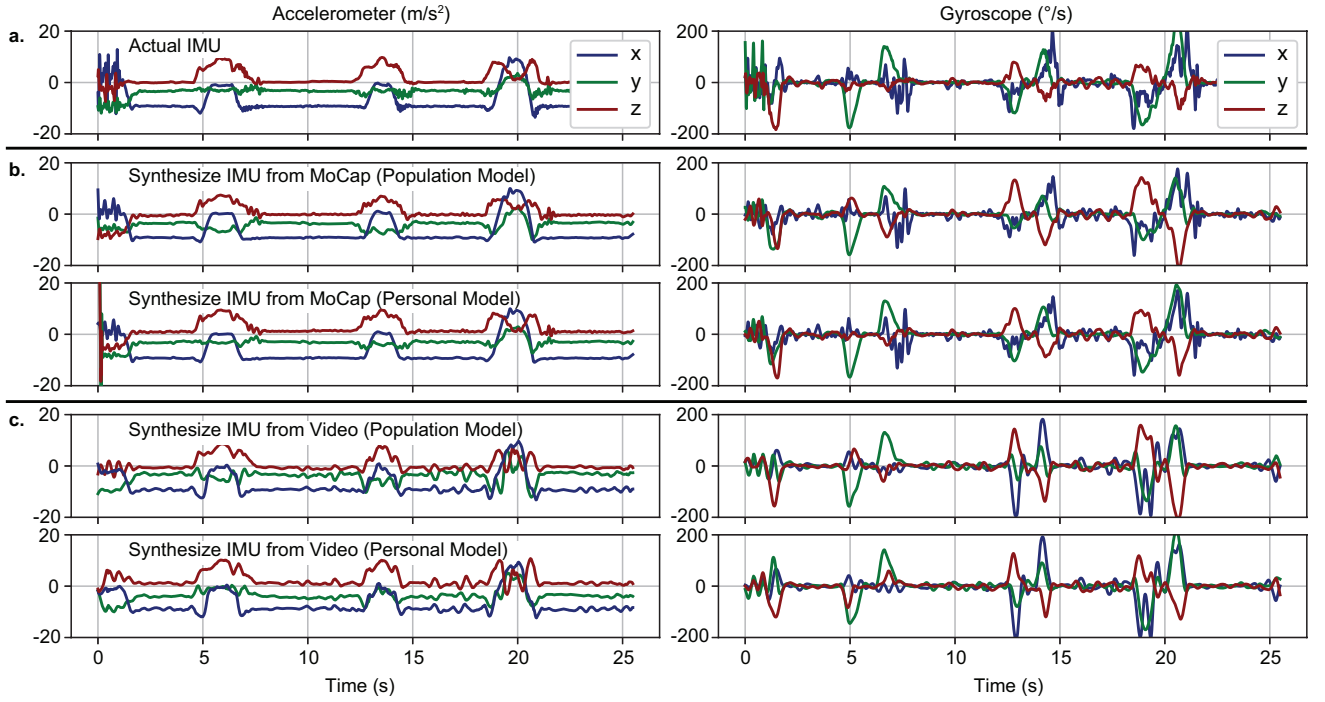 Accelerometer (m/s²)
Gyroscope (°/s)
a.
20
0
-20
Actual IMU
x
y
z
200
0
-200
x
y
z
b.
20
0
-20
Synthesize IMU from MoCap (Population Model)
200
0
-200
20
0
-20
Synthesize IMU from MoCap (Personal Model)
200
0
-200
c.
20
0
-20
Synthesize IMU from Video (Population Model)
200
0
-200
20
0
-20
Synthesize IMU from Video (Personal Model)
200
0
-200
0 5 10 15 20 25
Time (s)
0 5 10 15 20 25
Time (s)